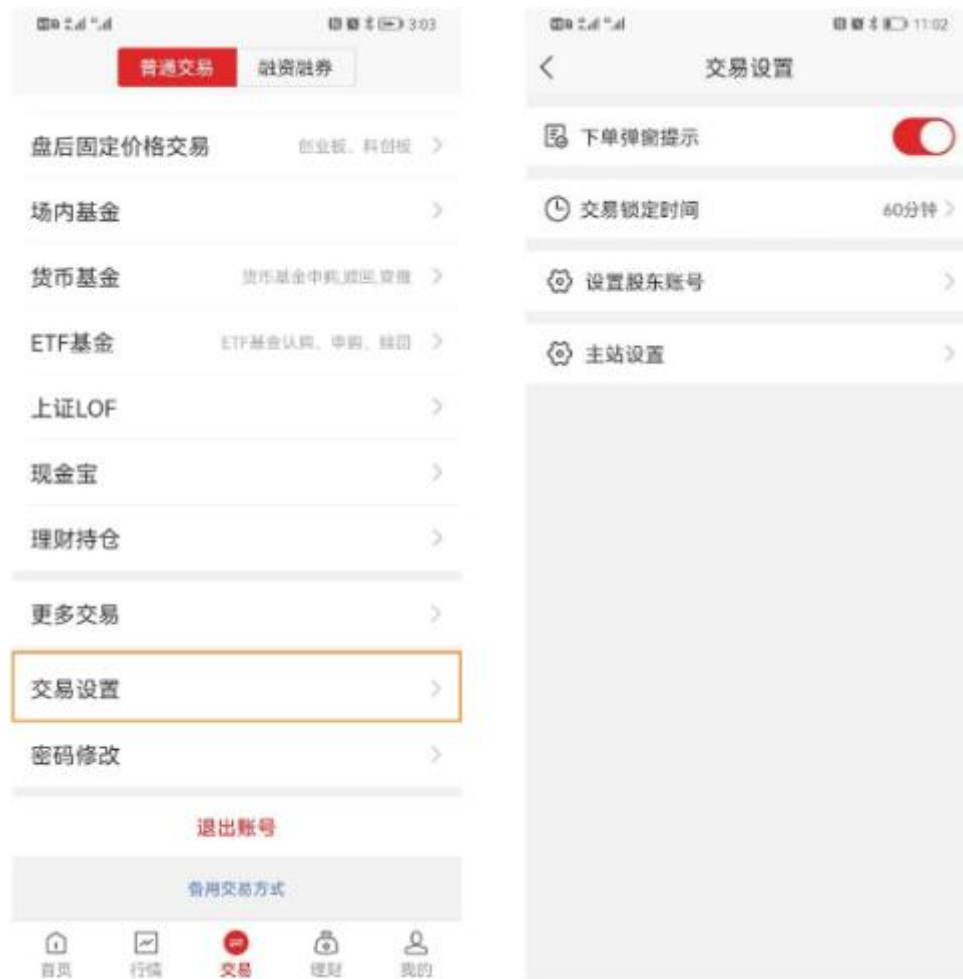 3:03
普通交易 融资融券
盘后固定价格交易 创业板、科创板
场内基金
货币基金 货币基金申购,赎回,变现
ETF基金 ETF基金认购、申购、赎回
上证LOF
现金宝
理财持仓
更多交易
交易设置
密码修改
退出账号
备用交易方式
首页 行情 交易 理财 我的
11:02
交易设置
下单弹窗提示
交易锁定时间 60分钟
设置股东账号
主站设置